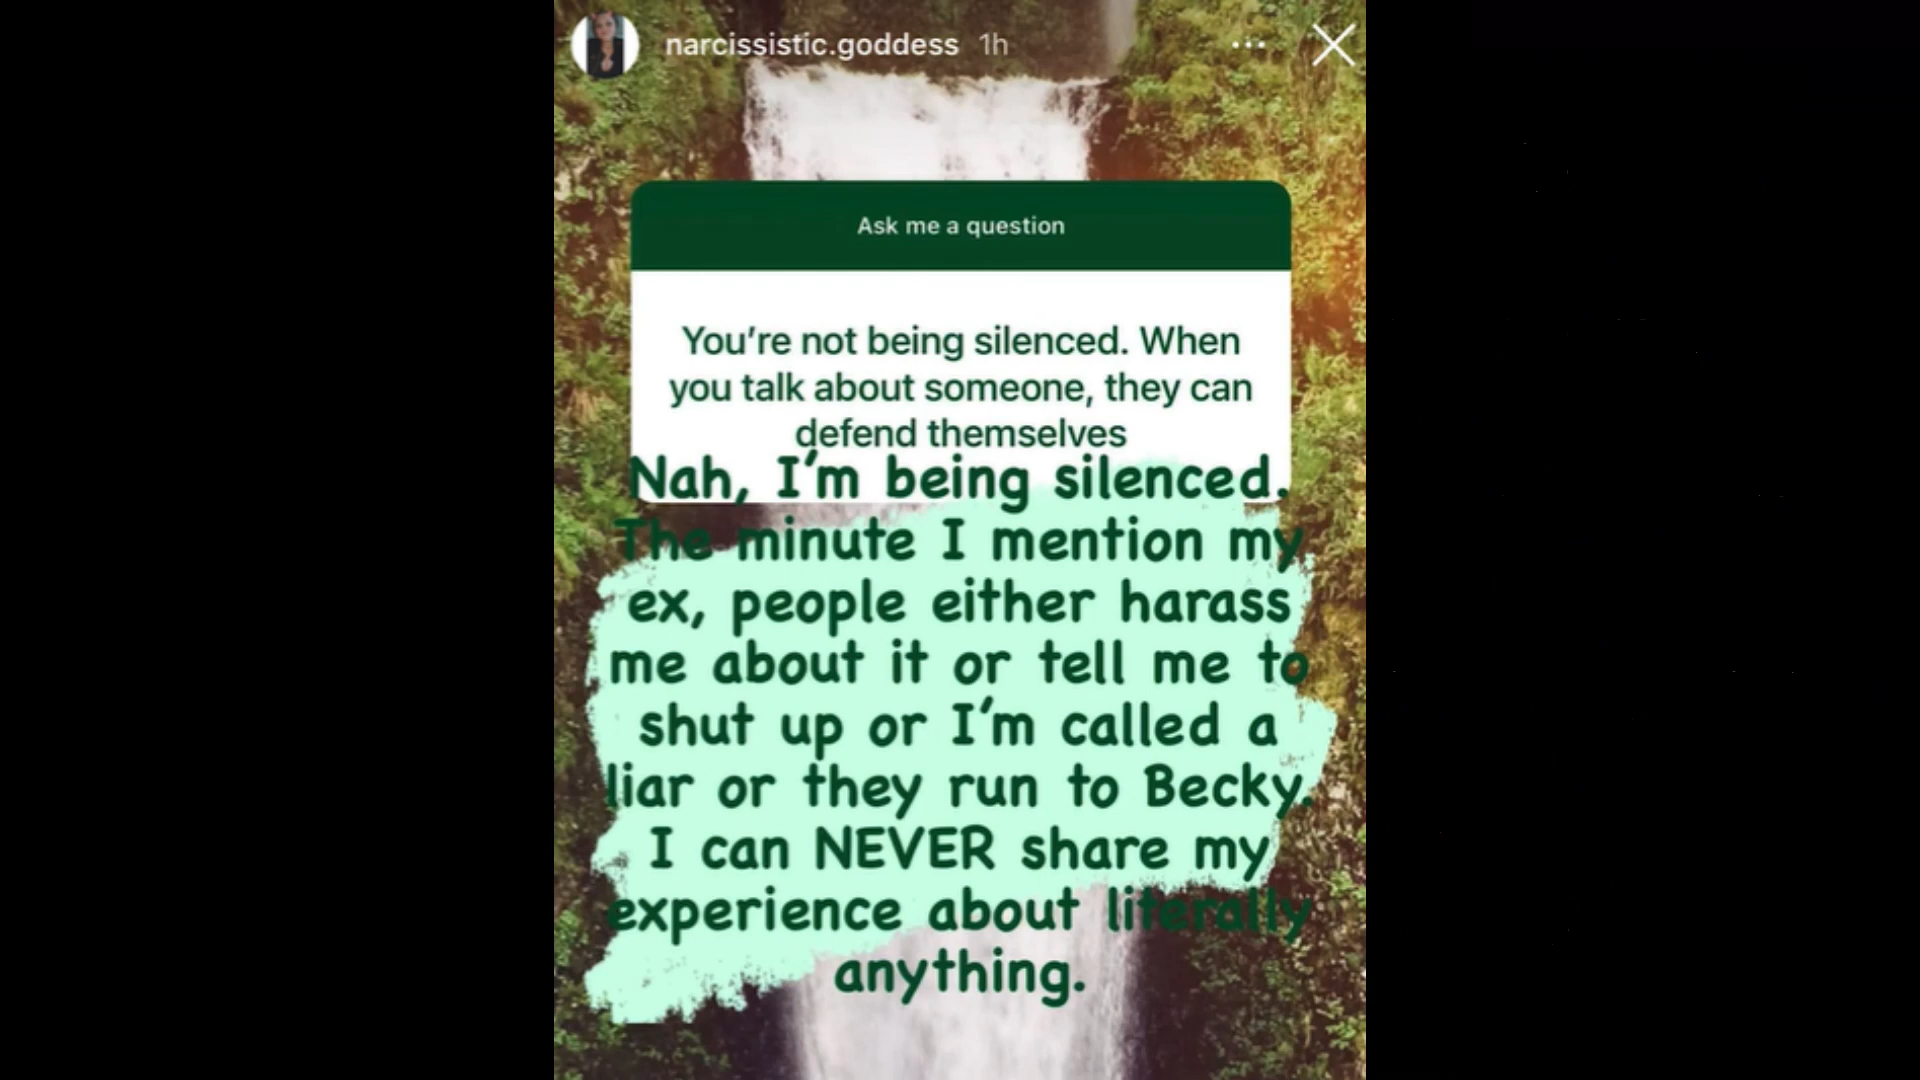 narcissistic.goddess 1h
Ask me a question
You're not being silenced. When
you talk about someone, they can
defend themselves
Nah, I'm being silenced.
The minute I mention my
ex, people either harass
me about it or tell me to
shut up or I'm called a
liar or they run to Becky.
I can NEVER share my
experience about literally
anything.